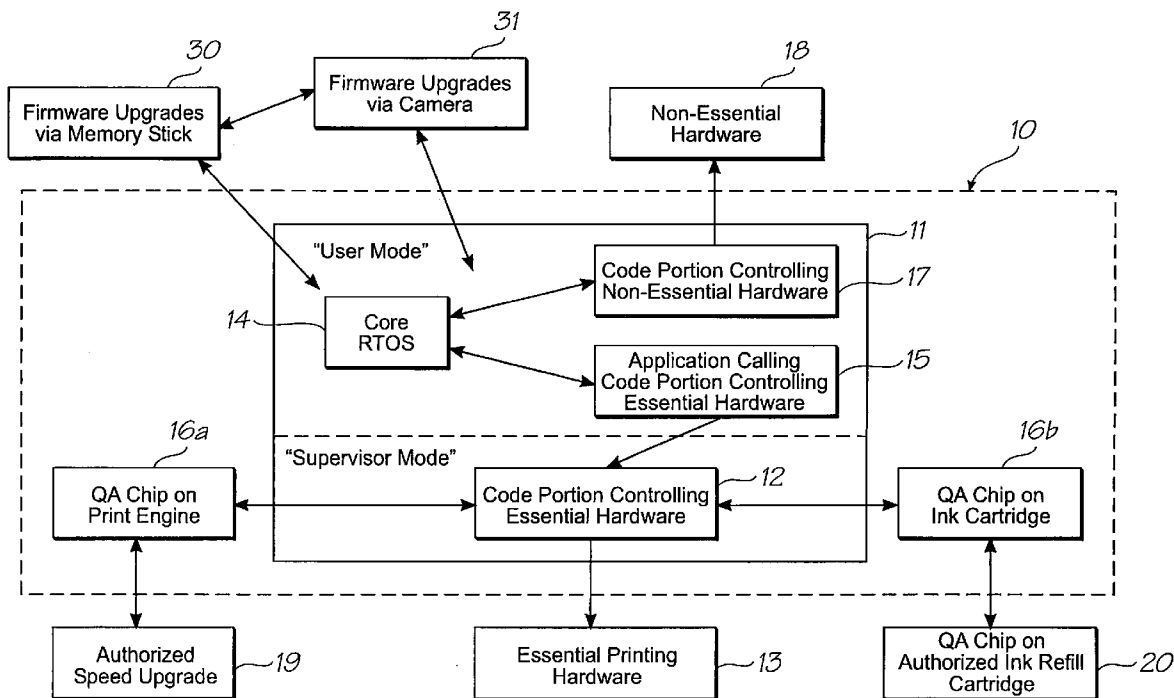 30
31
18
Firmware Upgrades
via Memory Stick
Firmware Upgrades
via Camera
Non-Essential
Hardware
10
11
"User Mode"
Code Portion Controlling
Non-Essential Hardware
17
14
Core
RTOS
Application Calling
Code Portion Controlling
Essential Hardware
15
16a
"Supervisor Mode"
16b
12
QA Chip on
Print Engine
Code Portion Controlling
Essential Hardware
QA Chip on
Ink Cartridge
Authorized
Speed Upgrade
19
Essential Printing
Hardware
13
QA Chip on
Authorized Ink Refill
Cartridge
20